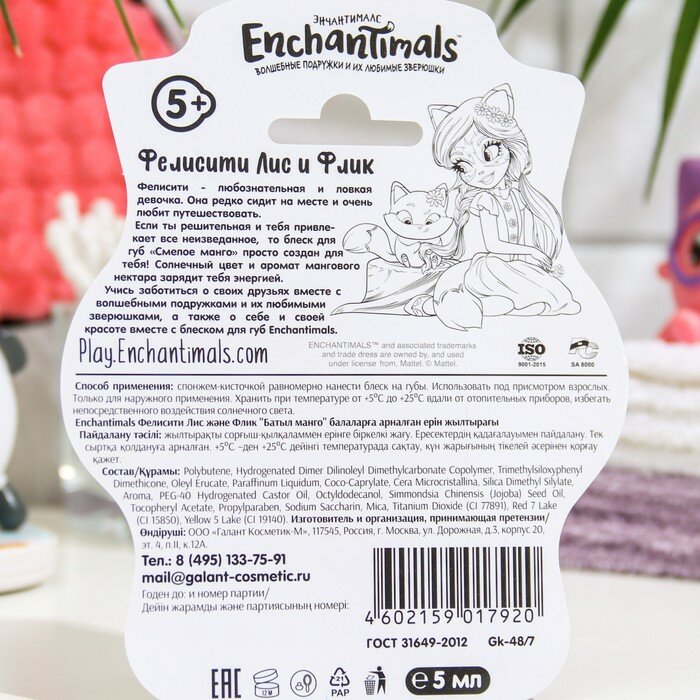 ЭНЧАНТИМАЛС
EnchanTimals™
ВОЛШЕБНЫЕ ПОДРУЖКИ И ИХ ЛЮБИМЫЕ ЗВЕРЮШКИ
5+
Фелисити Лис и Флик
Фелисити - любознательная и ловкая
девочка. Она редко сидит на месте и очень
любит путешествовать.
Если ты решительная и тебя привле-
кает все неизведанное, то блеск для
губ «Смелое манго» просто создан для
тебя! Солнечный цвет и аромат мангового
нектара зарядит тебя энергией.
Учись заботиться о своих друзьях вместе с
волшебными подружками и их любимыми
зверюшками, а также о себе и своей
красоте вместе с блеском для губ Enchantimals.
Play.Enchantimals.com
ENCHANTIMALS™ and associated trademarks
and trade dress are owned by, and used
under license from, Mattel. © Mattel.
ISO
9001-2015
SA 8000
Способ применения: спонжем-кисточкой равномерно нанести блеск на губы. Использовать под присмотром взрослых.
Только для наружного применения. Хранить при температуре от +5°С до +25°С вдали от отопительных приборов, избегать
непосредственного воздействия солнечного света.
Enchantimals Фелисити Лис және Флик "Батыл манго" балаларға арналған ерін жылтырағы
Пайдалану тәсілі: жылтырақты сорғыш-қылқаламмен ерінге біркелкі жағу. Ересектердің қадағалауымен пайдалану. Тек
сыртқа қолдануға арналған. +5°С –ден +25°С дейінгі температурада сақтау, күн жарығының тікелей әсерінен қорғау
қажет.
Состав/Құрамы: Polybutene, Hydrogenated Dimer Dilinoleyl Dimethylcarbonate Copolymer, Trimethylsiloxyphenyl
Dimethicone, Oleyl Erucate, Paraffinum Liquidum, Coco-Caprylate, Cera Microcristallina, Silica Dimethyl Silylate,
Aroma, PEG-40 Hydrogenated Castor Oil, Octyldodecanol, Simmondsia Chinensis (Jojoba) Seed Oil,
Tocopheryl Acetate, Propylparaben, Sodium Saccharin, Mica, Titanium Dioxide (CI 77891), Red 7 Lake
(CI 15850), Yellow 5 Lake (CI 19140). Изготовитель и организация, принимающая претензии/
Өндіруші: ООО «Галант Косметик-М», 117545, Россия, г. Москва, ул. Дорожная, д.3, корпус 20,
эт. 4, п.II, к.12А.
Тел.: 8 (495) 133-75-91
mail@galant-cosmetic.ru
Годен до: и номер партии/
Дейін жарамды және партиясының нөмірі:
4 602159 017920
ГОСТ 31649-2012 Gk-48/7
EAC
12 M
21
PAP
e 5 мл